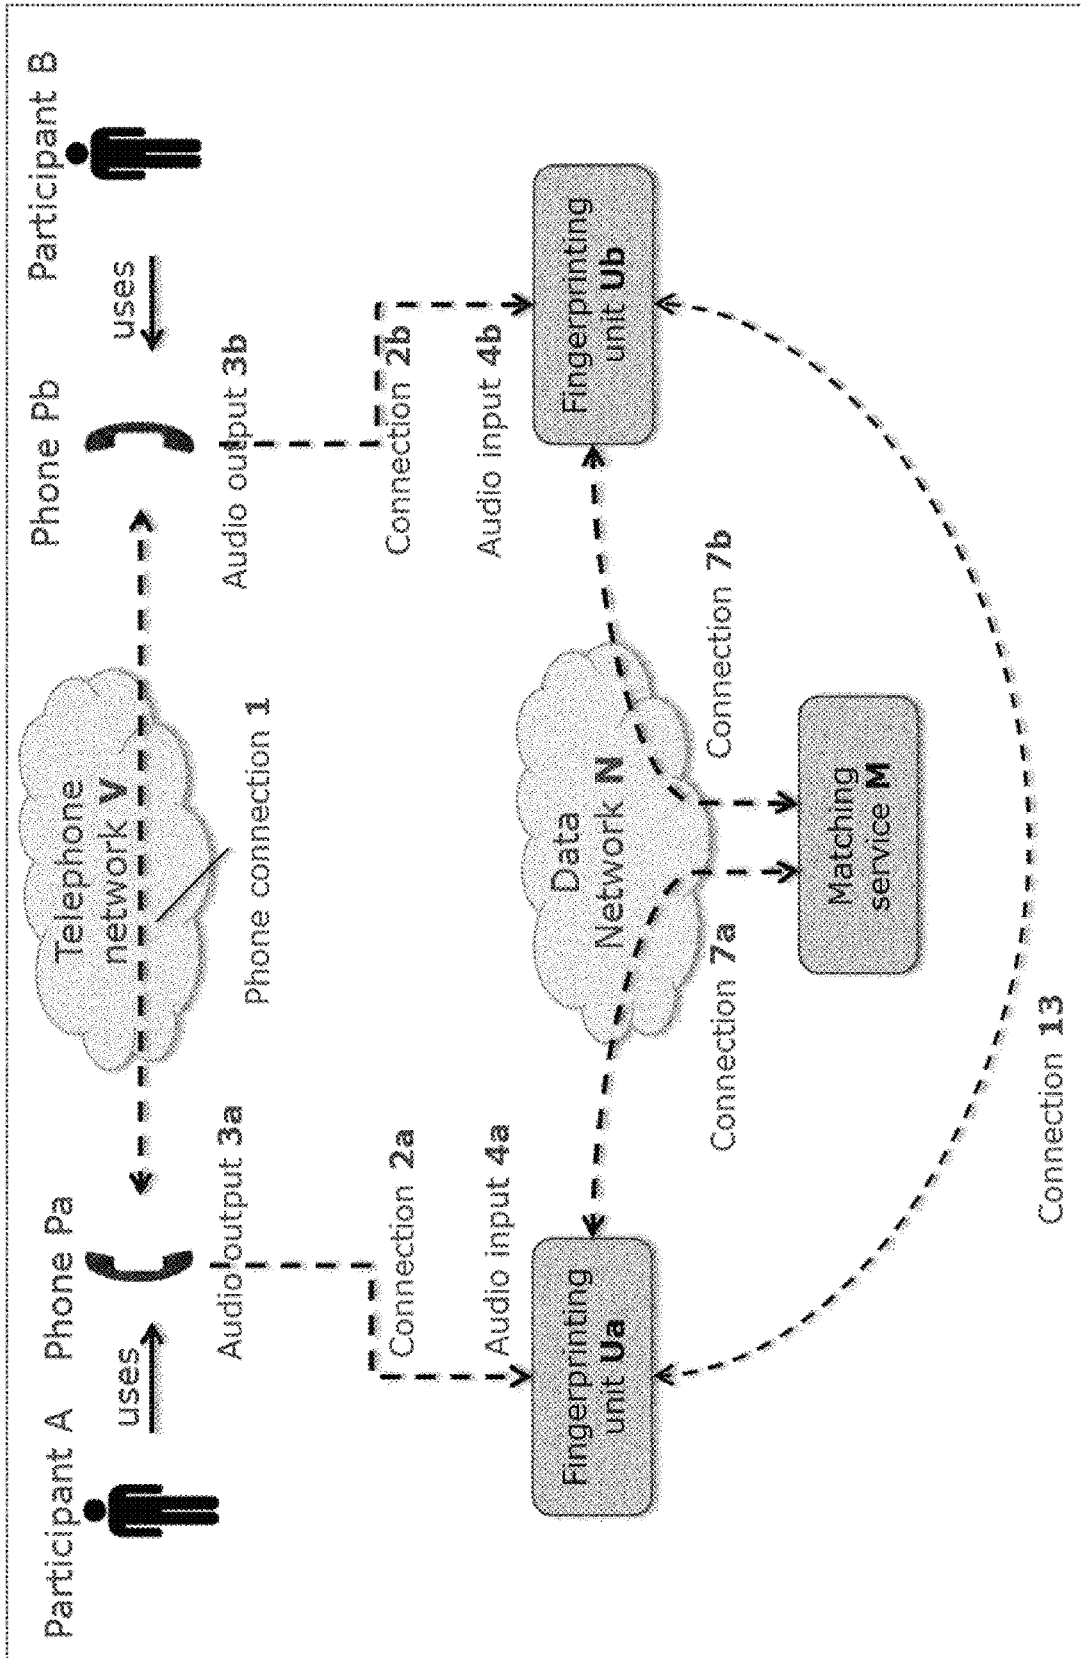 Participant A
uses
Phone Pa
Telephone
network V
Phone connection 1
Phone Pb
uses
Participant B
Audio output 3a
Audio output 3b
Connection 2a
Connection 2b
Audio input 4a
Audio input 4b
Fingerprinting
unit Ua
Data
Network N
Fingerprinting
unit Ub
Connection 7a
Connection 7b
Matching
service M
Connection 13